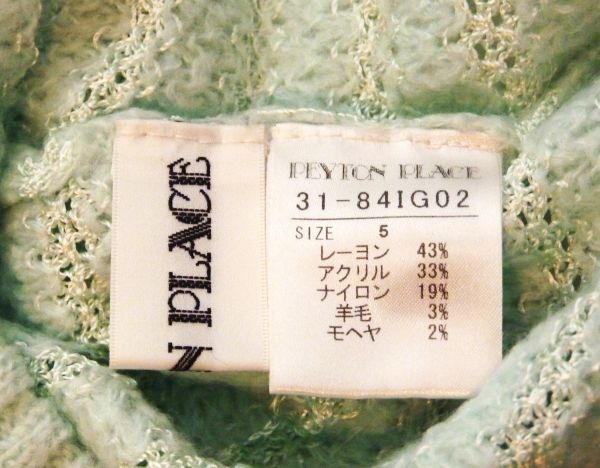 N PLACE
PEYTON PLACE
31-84IG02
SIZE 5
レーヨン 43%
アクリル 33%
ナイロン 19%
羊毛 3%
モヘヤ 2%